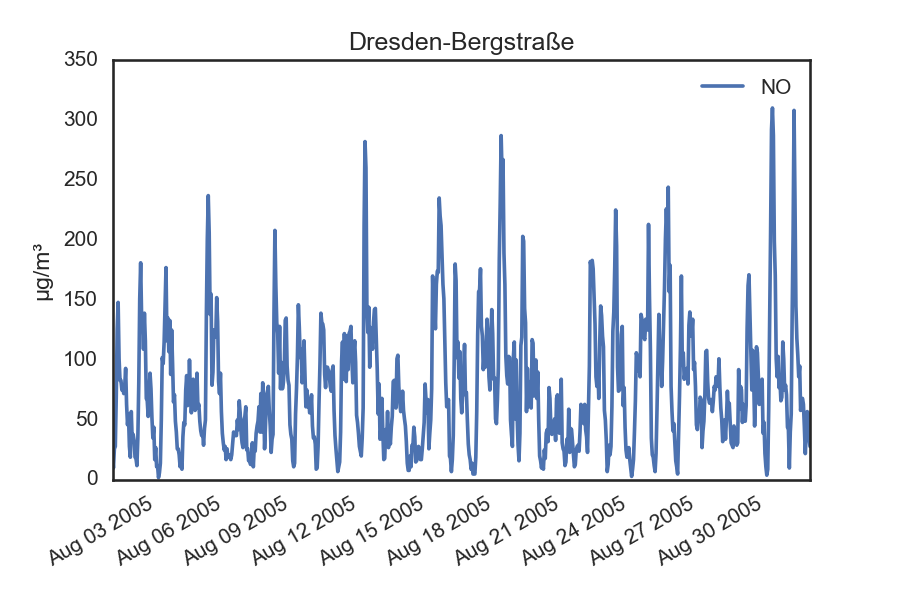 Dresden-Bergstraße
NO
350
300
250
200
150
100
50
0
µg/m³
Aug 03 2005
Aug 06 2005
Aug 09 2005
Aug 12 2005
Aug 15 2005
Aug 18 2005
Aug 21 2005
Aug 24 2005
Aug 27 2005
Aug 30 2005